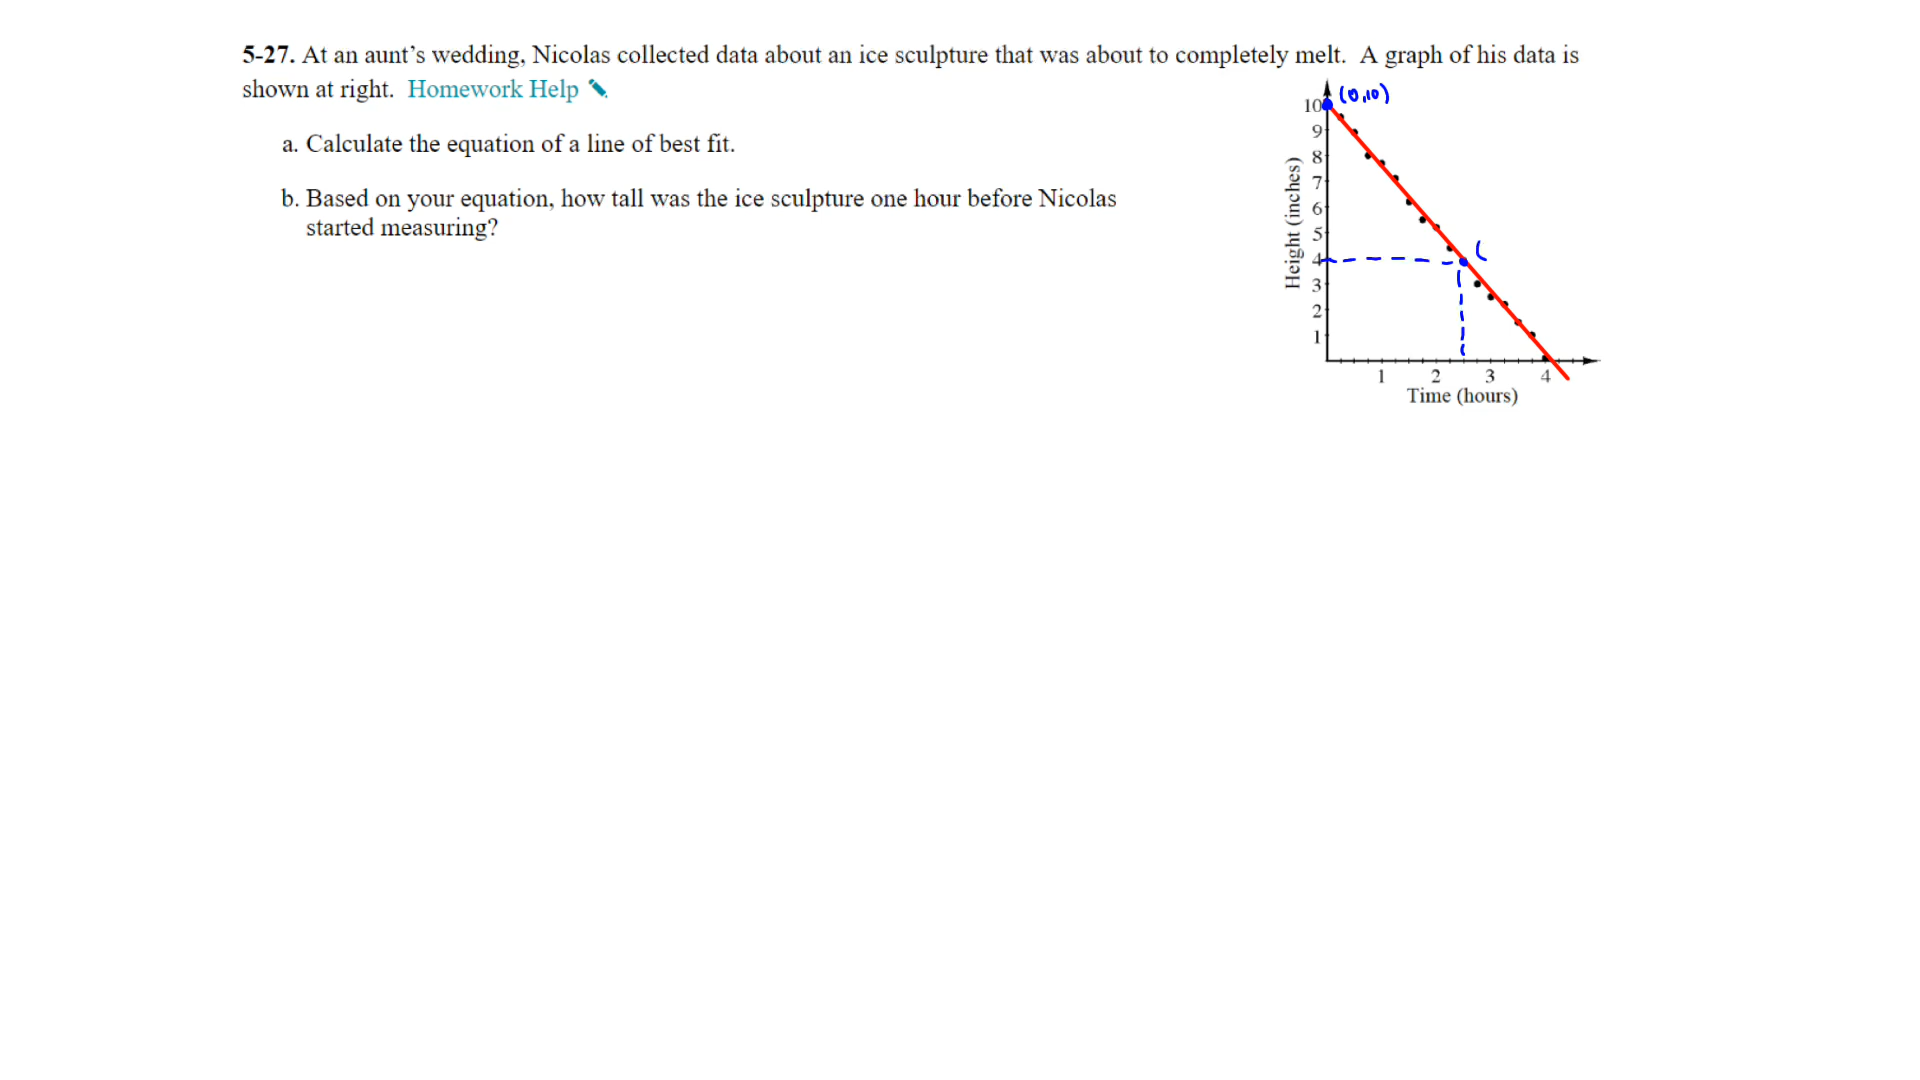 5-27. At an aunt’s wedding, Nicolas collected data about an ice sculpture that was about to completely melt. A graph of his data is
shown at right. Homework Help
a. Calculate the equation of a line of best fit.
b. Based on your equation, how tall was the ice sculpture one hour before Nicolas
started measuring?
(0,10)
10
9
8
7
6
5
4
3
2
1
Height (inches)
(
1 2 3 4
Time (hours)